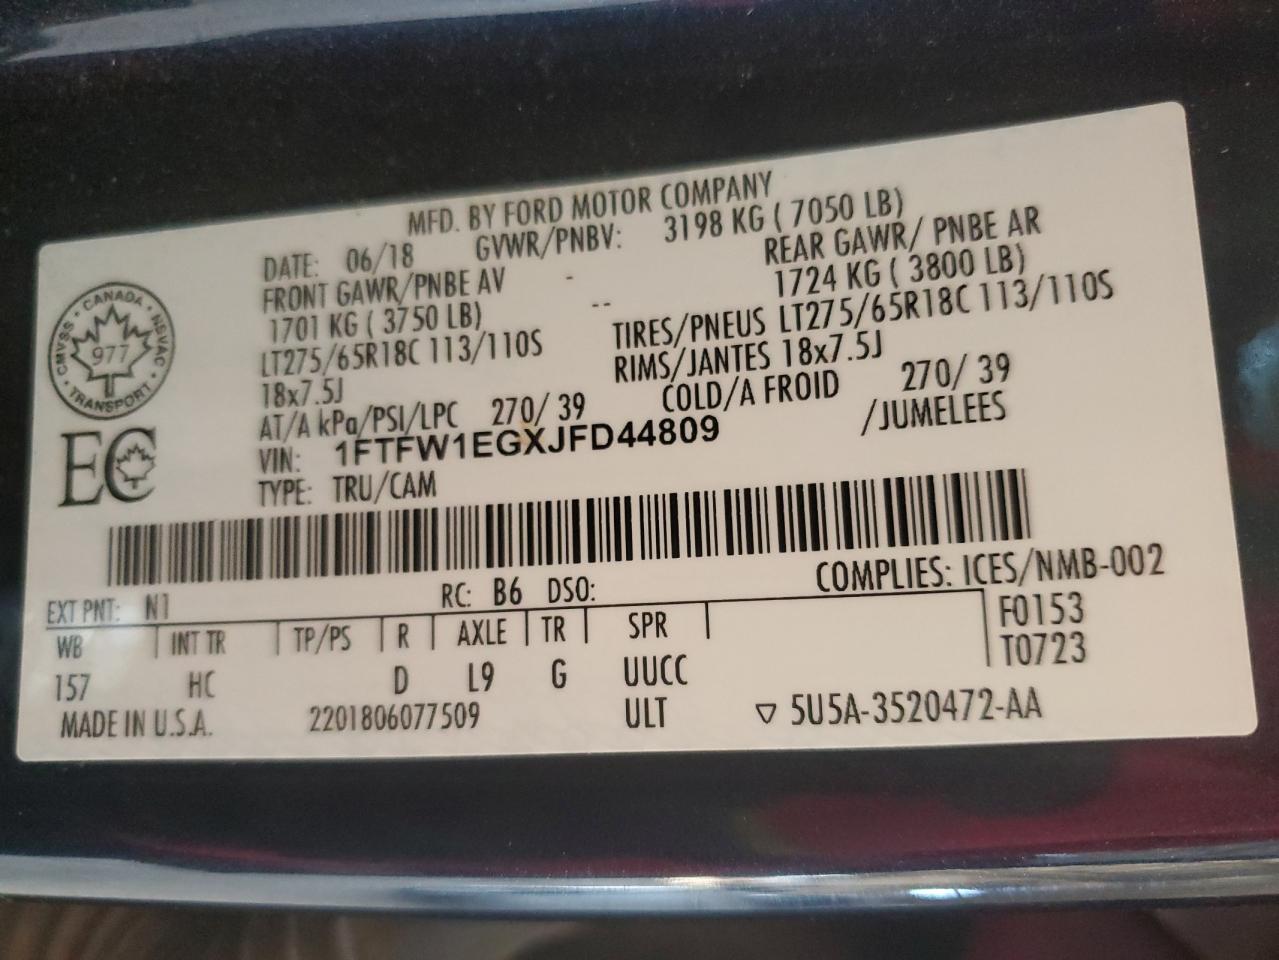 MFD. BY FORD MOTOR COMPANY
DATE: 06/18 GVWR/PNBV: 3198 KG ( 7050 LB)
FRONT GAWR/PNBE AV - REAR GAWR/ PNBE AR
1701 KG ( 3750 LB) -- 1724 KG ( 3800 LB)
LT275/65R18C 113/110S TIRES/PNEUS LT275/65R18C 113/110S
18x7.5J RIMS/JANTES 18x7.5J
AT/A kPa/PSI/LPC 270/ 39 COLD/A FROID 270/ 39
VIN: 1FTFW1EGXJFD44809 /JUMELEES
TYPE: TRU/CAM
CANADA • NSVAC • TRANSPORT • CMVSS •
977
EC
COMPLIES: ICES/NMB-002
EXT PNT: N1 RC: B6 DSO: F0153
WB INT TR TP/PS R AXLE TR SPR T0723
157 HC D L9 G UUCC
MADE IN U.S.A. 2201806077509 ULT ▽ 5U5A-3520472-AA